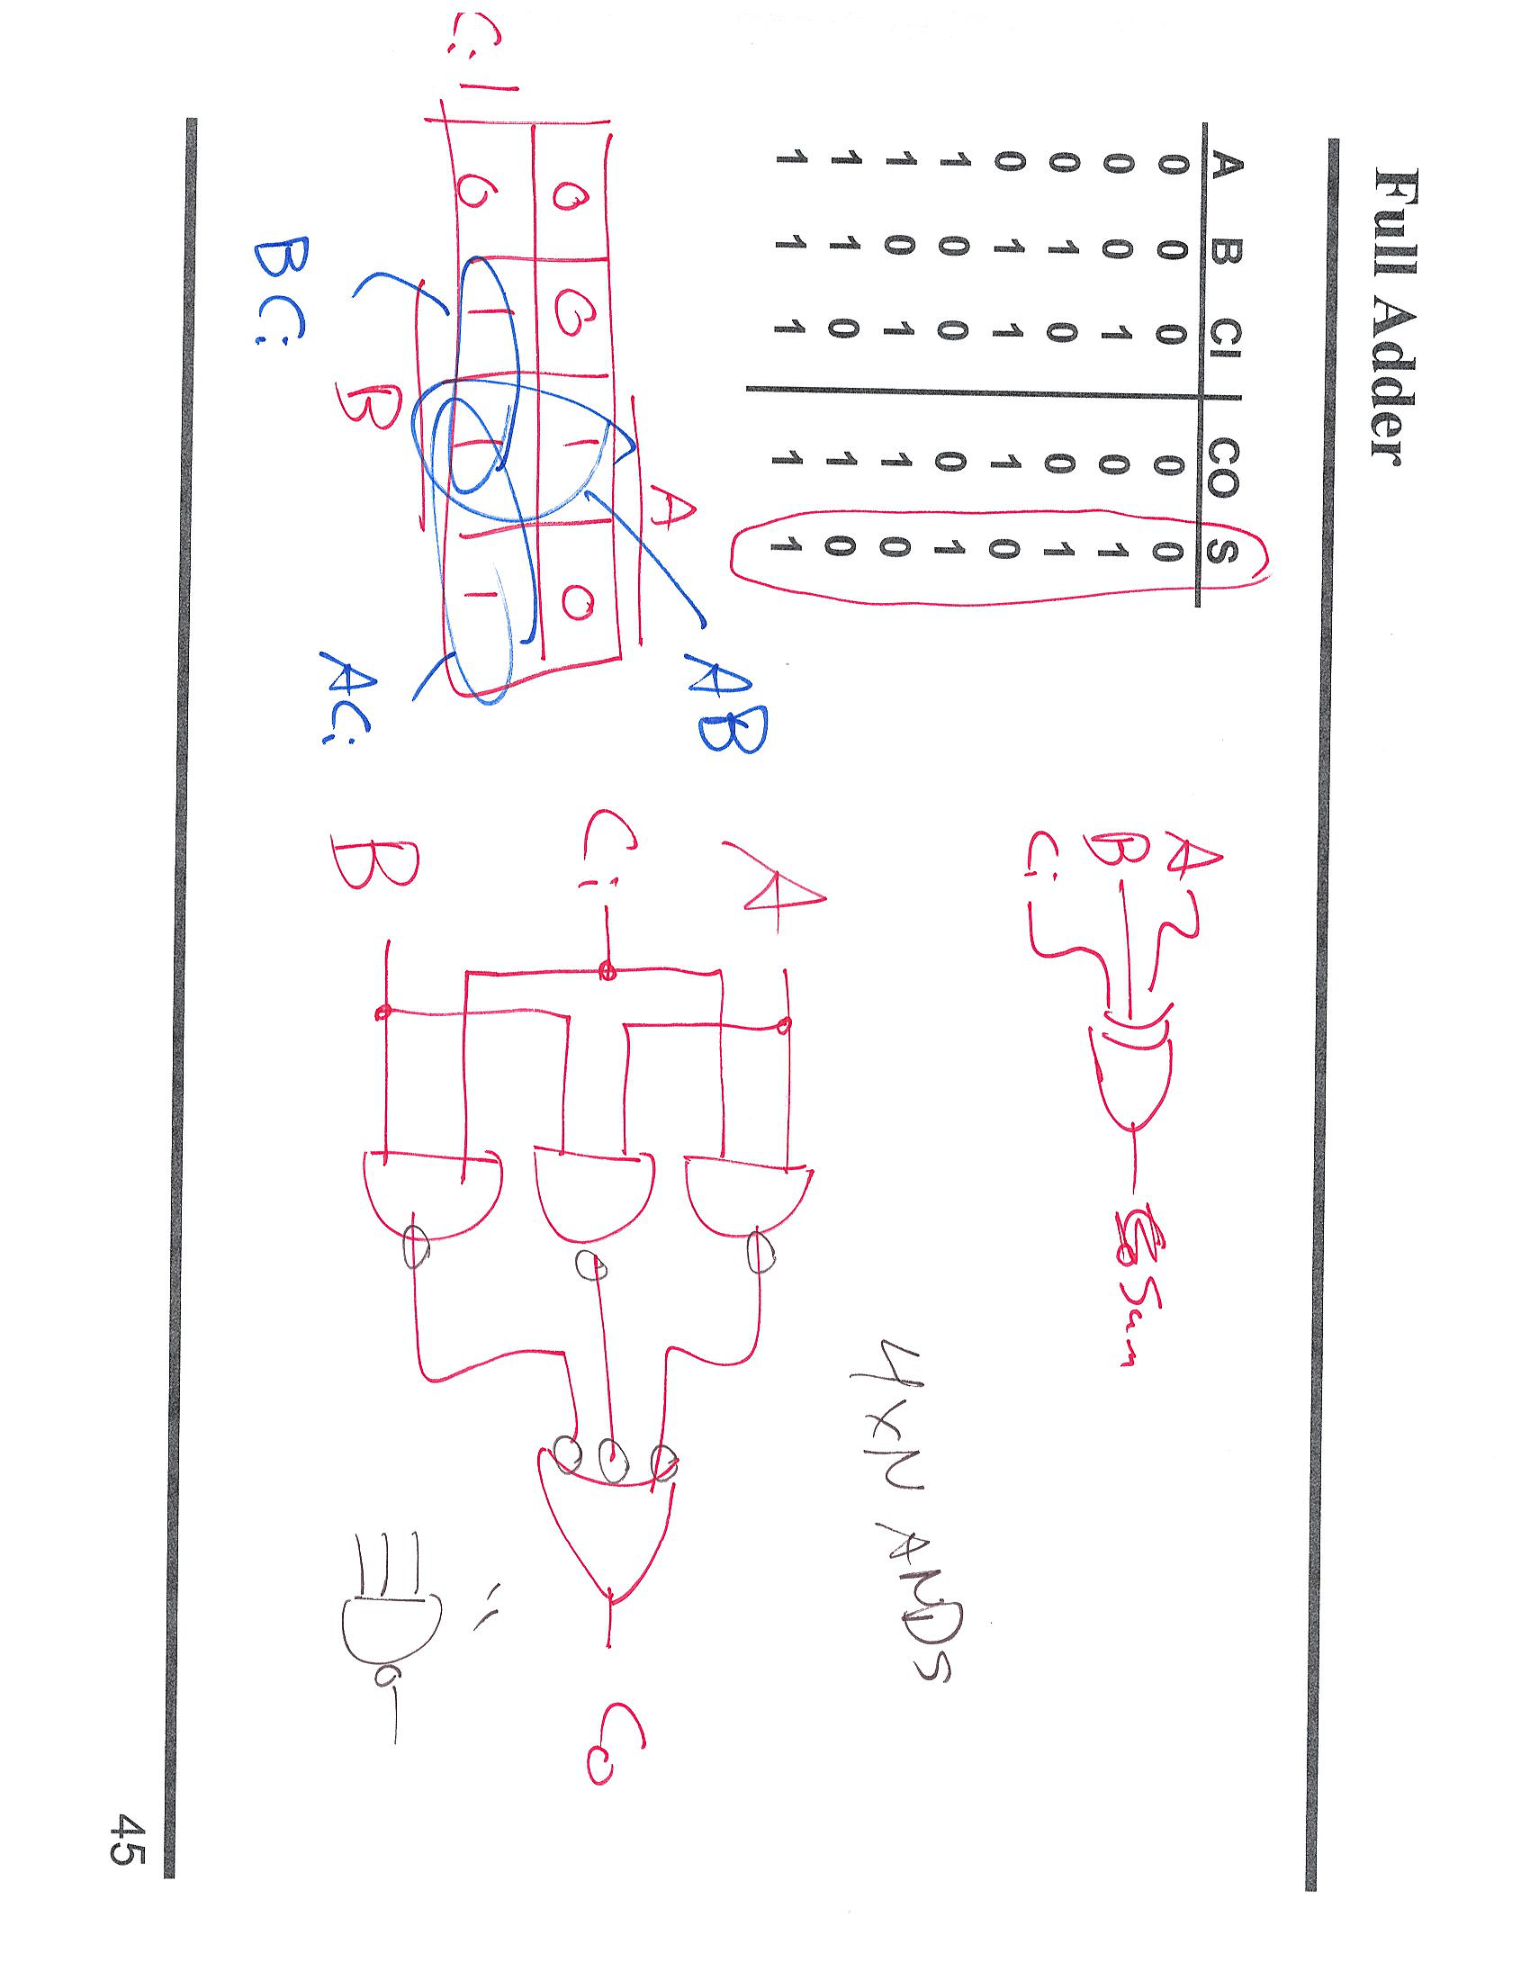 Full Adder
A B CI CO S
0 0 0 0 0
0 0 1 0 1
0 1 0 0 1
0 1 1 1 0
1 0 0 0 1
1 0 1 1 0
1 1 0 1 0
1 1 1 1 1
A
B
Ci
Sum
4xNANDS
A
AB
0 0 1 0
Ci 0 1 1 1
B
BCi
ACi
A
Ci
B
Co
=
45